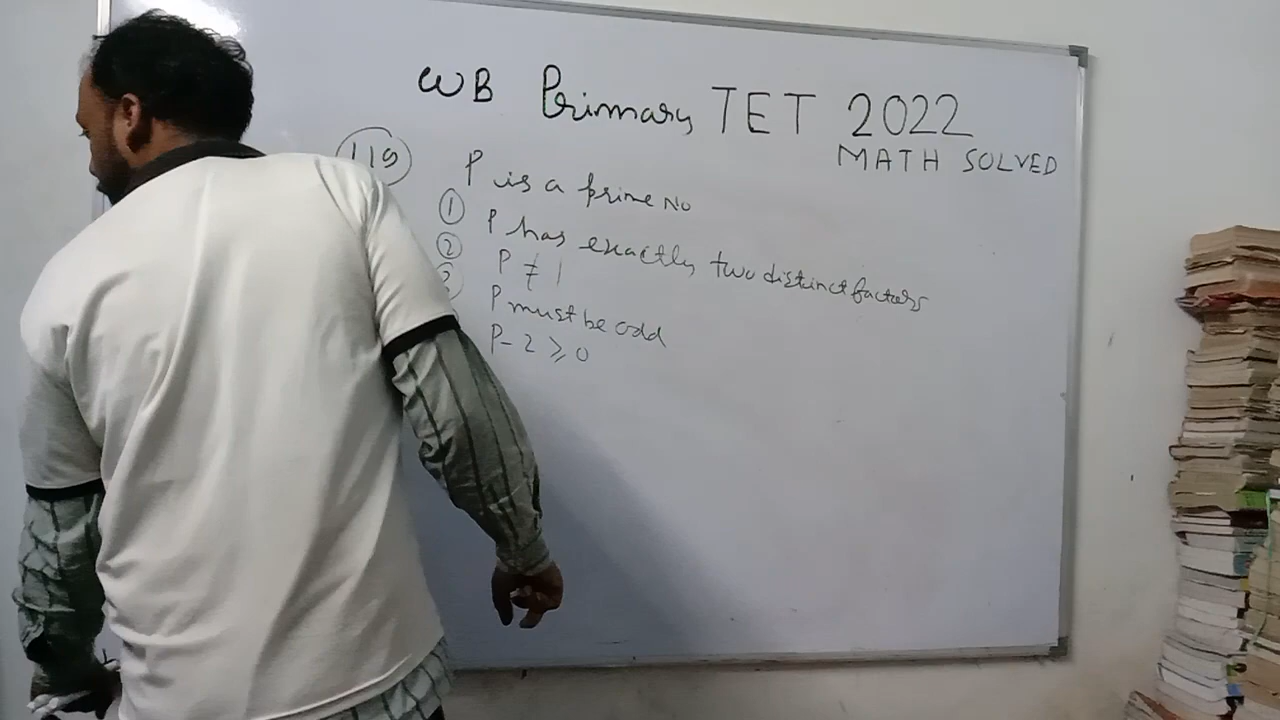 WB Primary TET 2022
MATH SOLVED
119 P is a prime No
① P has exactly two distinct factors
② P ≠ 1
③ P must be odd
P - 2 ⩾ 0